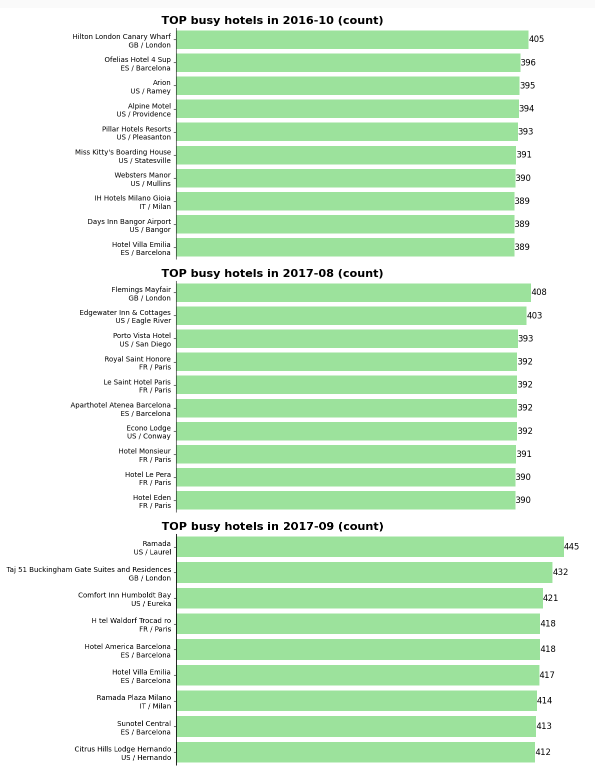 TOP busy hotels in 2016-10 (count)
Hilton London Canary Wharf
GB / London
405
Ofelias Hotel 4 Sup
ES / Barcelona
396
Arion
US / Ramey
395
Alpine Motel
US / Providence
394
Pillar Hotels Resorts
US / Pleasanton
393
Miss Kitty's Boarding House
US / Statesville
391
Websters Manor
US / Mullins
390
IH Hotels Milano Gioia
IT / Milan
389
Days Inn Bangor Airport
US / Bangor
389
Hotel Villa Emilia
ES / Barcelona
389
TOP busy hotels in 2017-08 (count)
Flemings Mayfair
GB / London
408
Edgewater Inn & Cottages
US / Eagle River
403
Porto Vista Hotel
US / San Diego
393
Royal Saint Honore
FR / Paris
392
Le Saint Hotel Paris
FR / Paris
392
Aparthotel Atenea Barcelona
ES / Barcelona
392
Econo Lodge
US / Conway
392
Hotel Monsieur
FR / Paris
391
Hotel Le Pera
FR / Paris
390
Hotel Eden
FR / Paris
390
TOP busy hotels in 2017-09 (count)
Ramada
US / Laurel
445
Taj 51 Buckingham Gate Suites and Residences
GB / London
432
Comfort Inn Humboldt Bay
US / Eureka
421
H tel Waldorf Trocad ro
FR / Paris
418
Hotel America Barcelona
ES / Barcelona
418
Hotel Villa Emilia
ES / Barcelona
417
Ramada Plaza Milano
IT / Milan
414
Sunotel Central
ES / Barcelona
413
Citrus Hills Lodge Hernando
US / Hernando
412